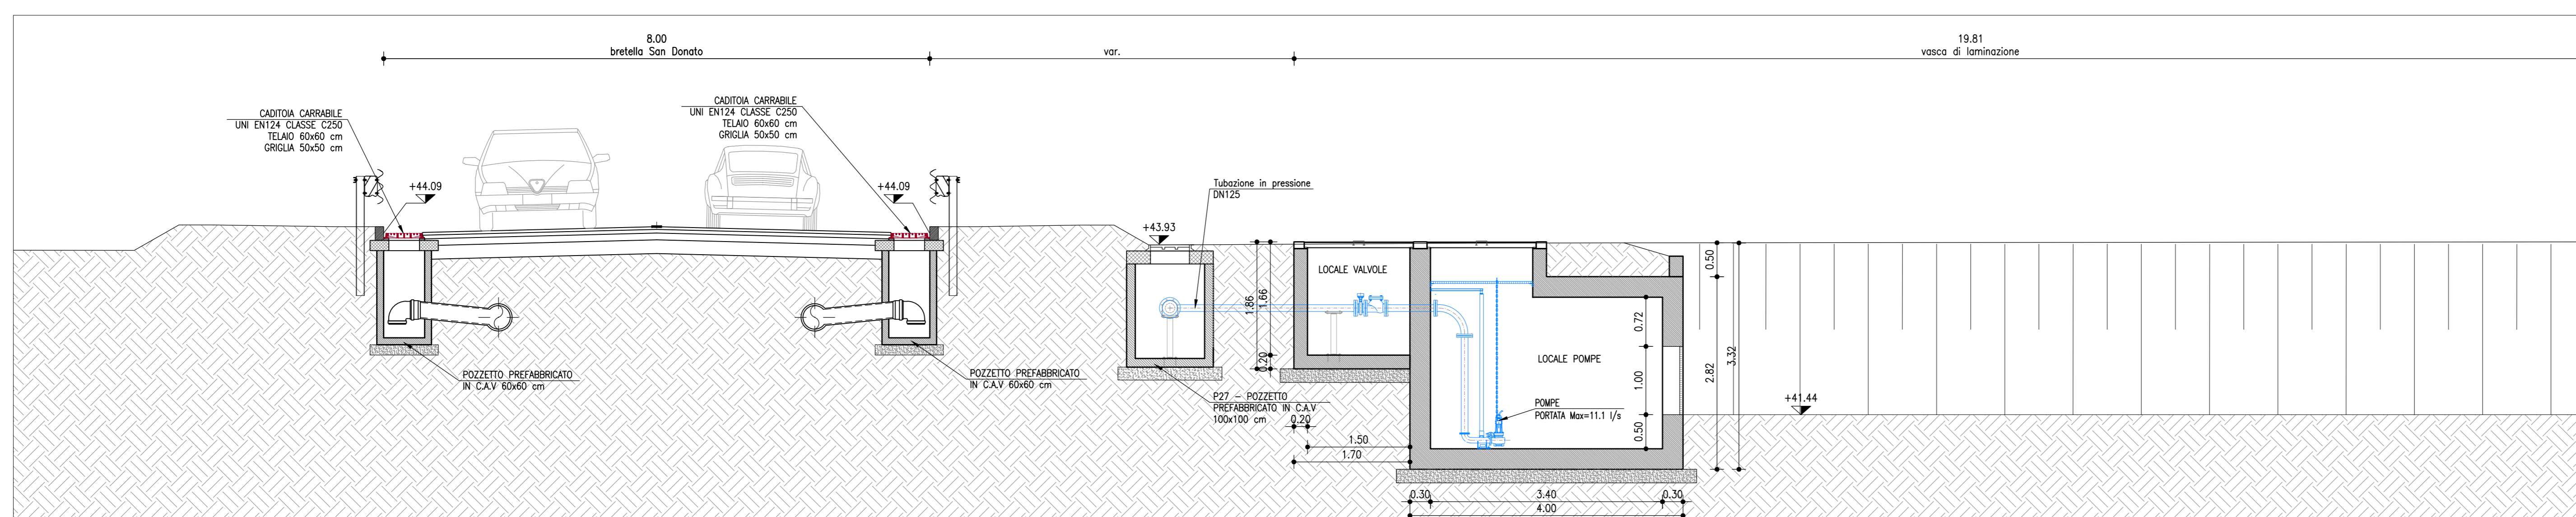 8.00
bretella San Donato
var.
19.81
vasca di laminazione
CADITOIA CARRABILE
UNI EN124 CLASSE C250
TELAIO 60x60 cm
GRIGLIA 50x50 cm
CADITOIA CARRABILE
UNI EN124 CLASSE C250
TELAIO 60x60 cm
GRIGLIA 50x50 cm
+44.09
+44.09
Tubazione in pressione
DN125
+43.93
LOCALE VALVOLE
1.86
1.66
0.20
0.50
0.72
LOCALE POMPE
2.82
3.32
1.00
0.50
+41.44
POMPE
PORTATA Max=11.1 l/s
POZZETTO PREFABBRICATO
IN C.A.V 60x60 cm
POZZETTO PREFABBRICATO
IN C.A.V 60x60 cm
P27 - POZZETTO
PREFABBRICATO IN C.A.V
100x100 cm
0.20
1.50
1.70
0.30
3.40
0.30
4.00